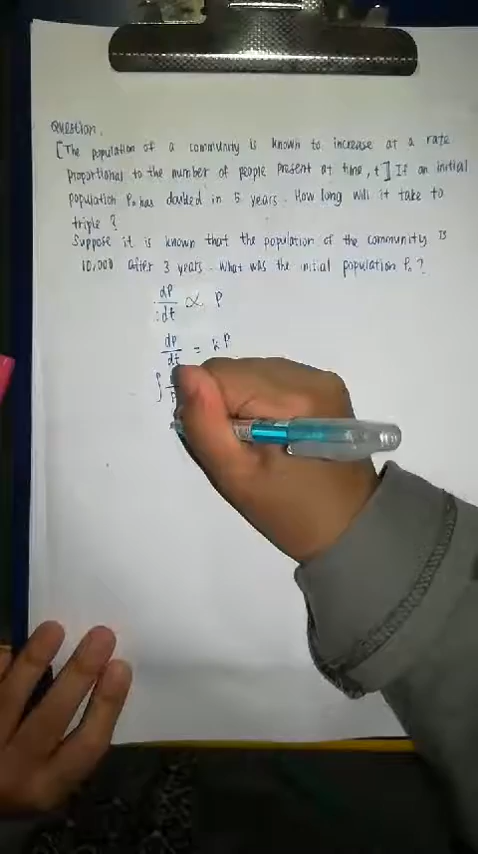 Question.
[The population of a community is known to increase at a rate
proportional to the number of people present at time, t] If an initial
population P₀ has doubled in 5 years. How long will it take to
triple?
Suppose it is known that the population of the community is
10,000 after 3 years. What was the initial population P₀?
dP/dt ∝ P
dP/dt = kP
∫